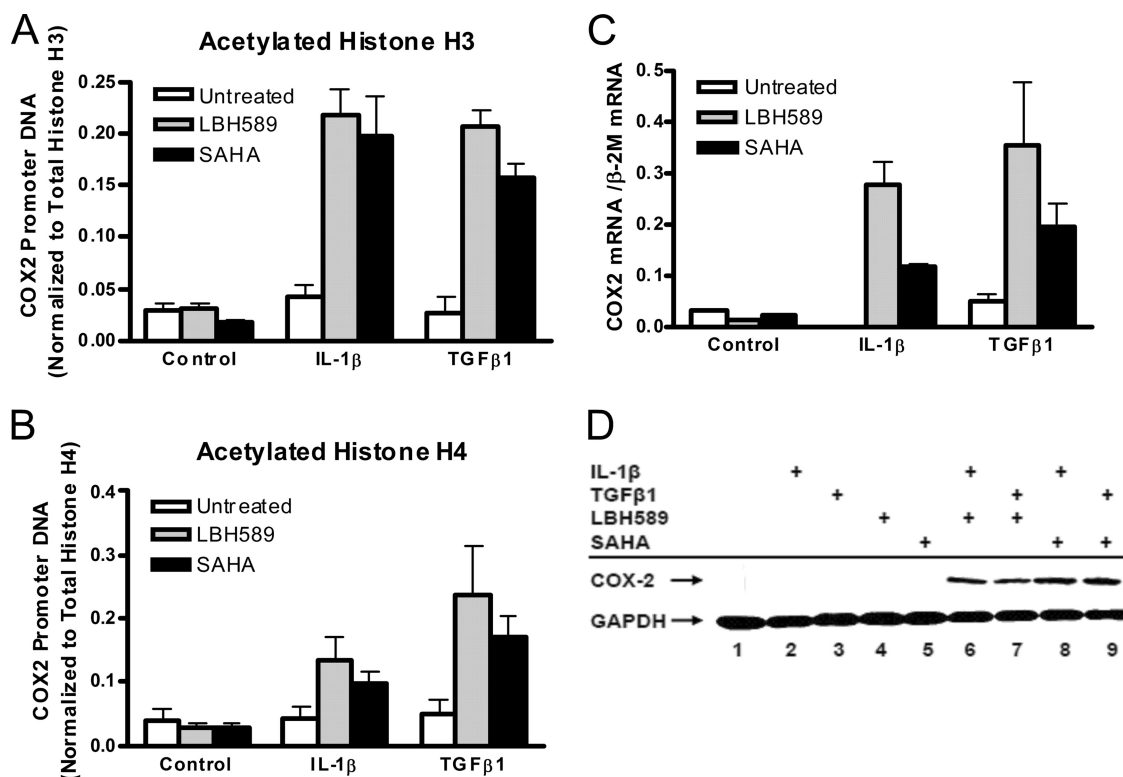 A
Acetylated Histone H3
COX2 Promoter DNA
(Normalized to Total Histone H3)
0.25
0.20
0.15
0.10
0.05
0.00
Untreated
LBH589
SAHA
Control
IL-1β
TGFβ1
B
Acetylated Histone H4
COX2 Promoter DNA
(Normalized to Total Histone H4)
0.4
0.3
0.2
0.1
0.0
Untreated
LBH589
SAHA
Control
IL-1β
TGFβ1
C
COX2 mRNA /β-2M mRNA
0.5
0.4
0.3
0.2
0.1
0.0
Untreated
LBH589
SAHA
Control
IL-1β
TGFβ1
D
IL-1β + + +
TGFβ1 + + +
LBH589 + + +
SAHA + + +
COX-2
GAPDH
1 2 3 4 5 6 7 8 9